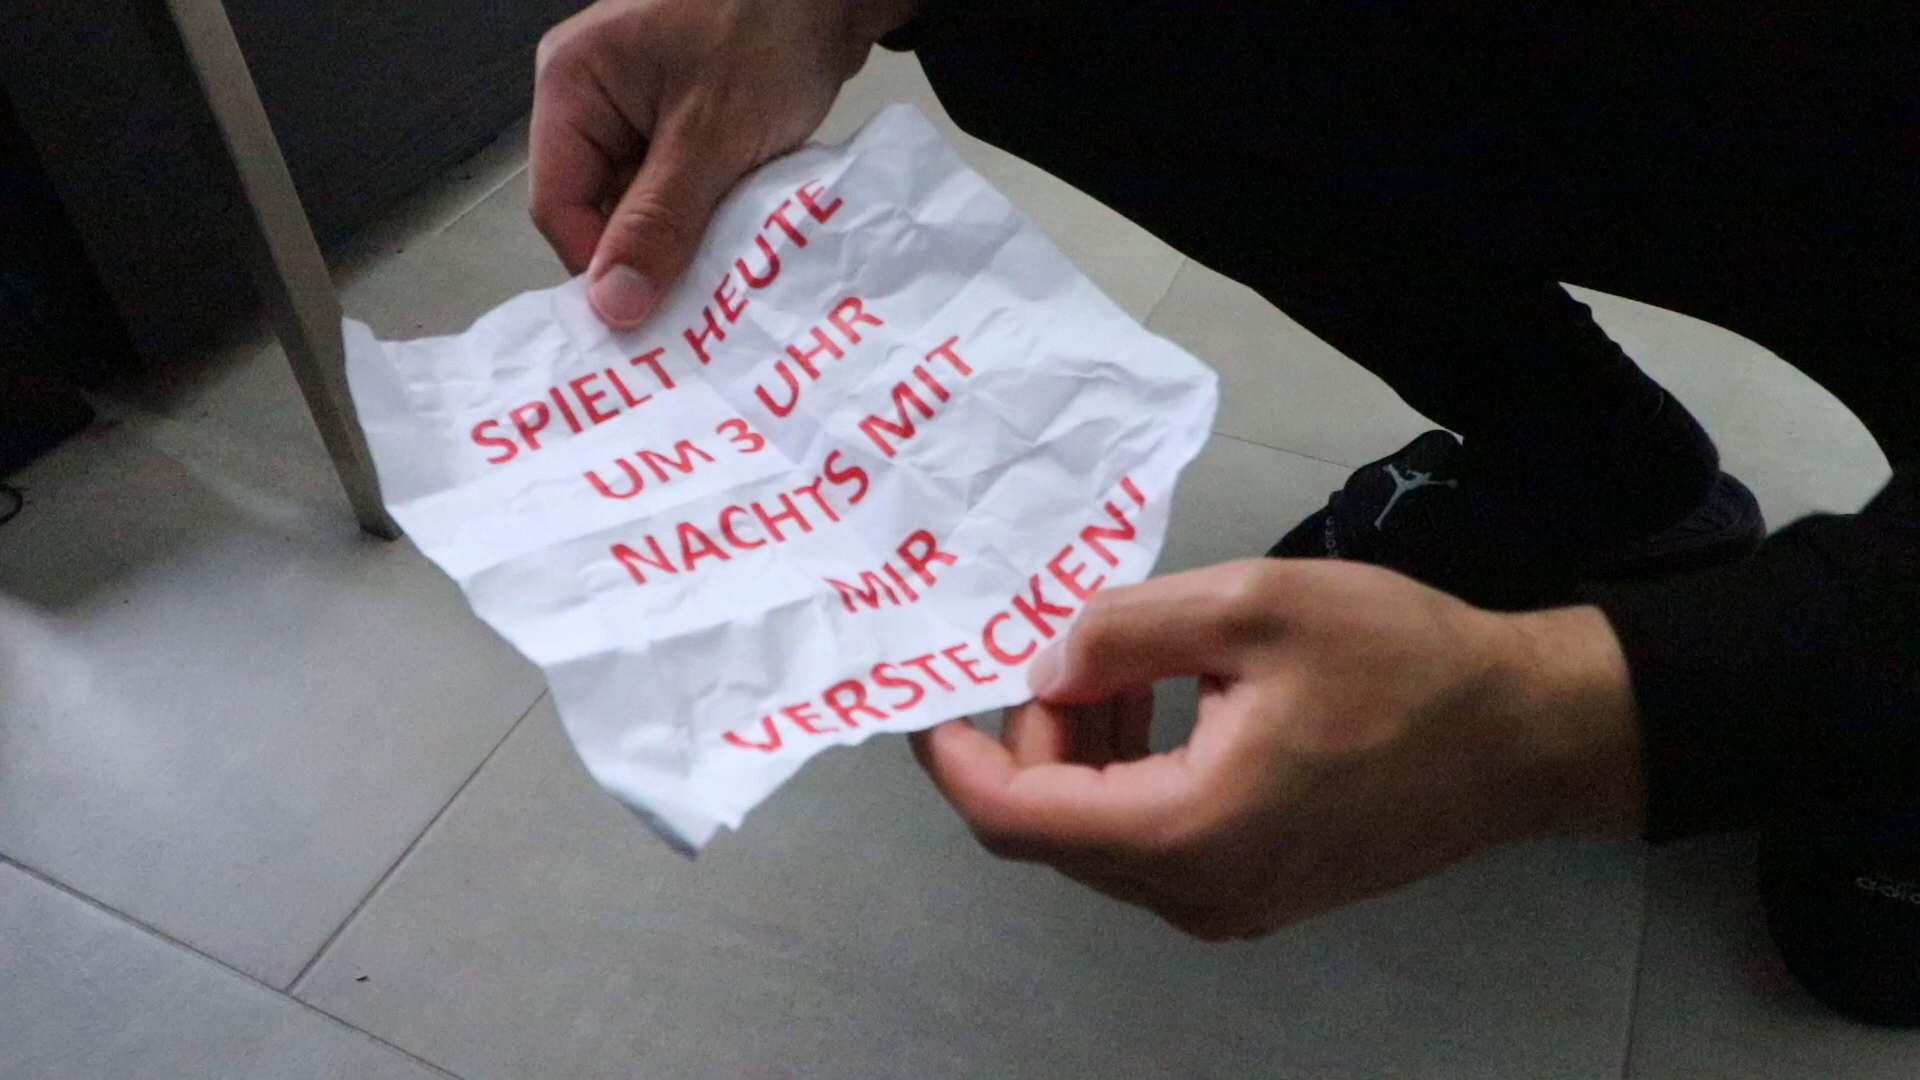 SPIELT HEUTE
UM 3 UHR
NACHTS MIT
MIR
VERSTECKEN!